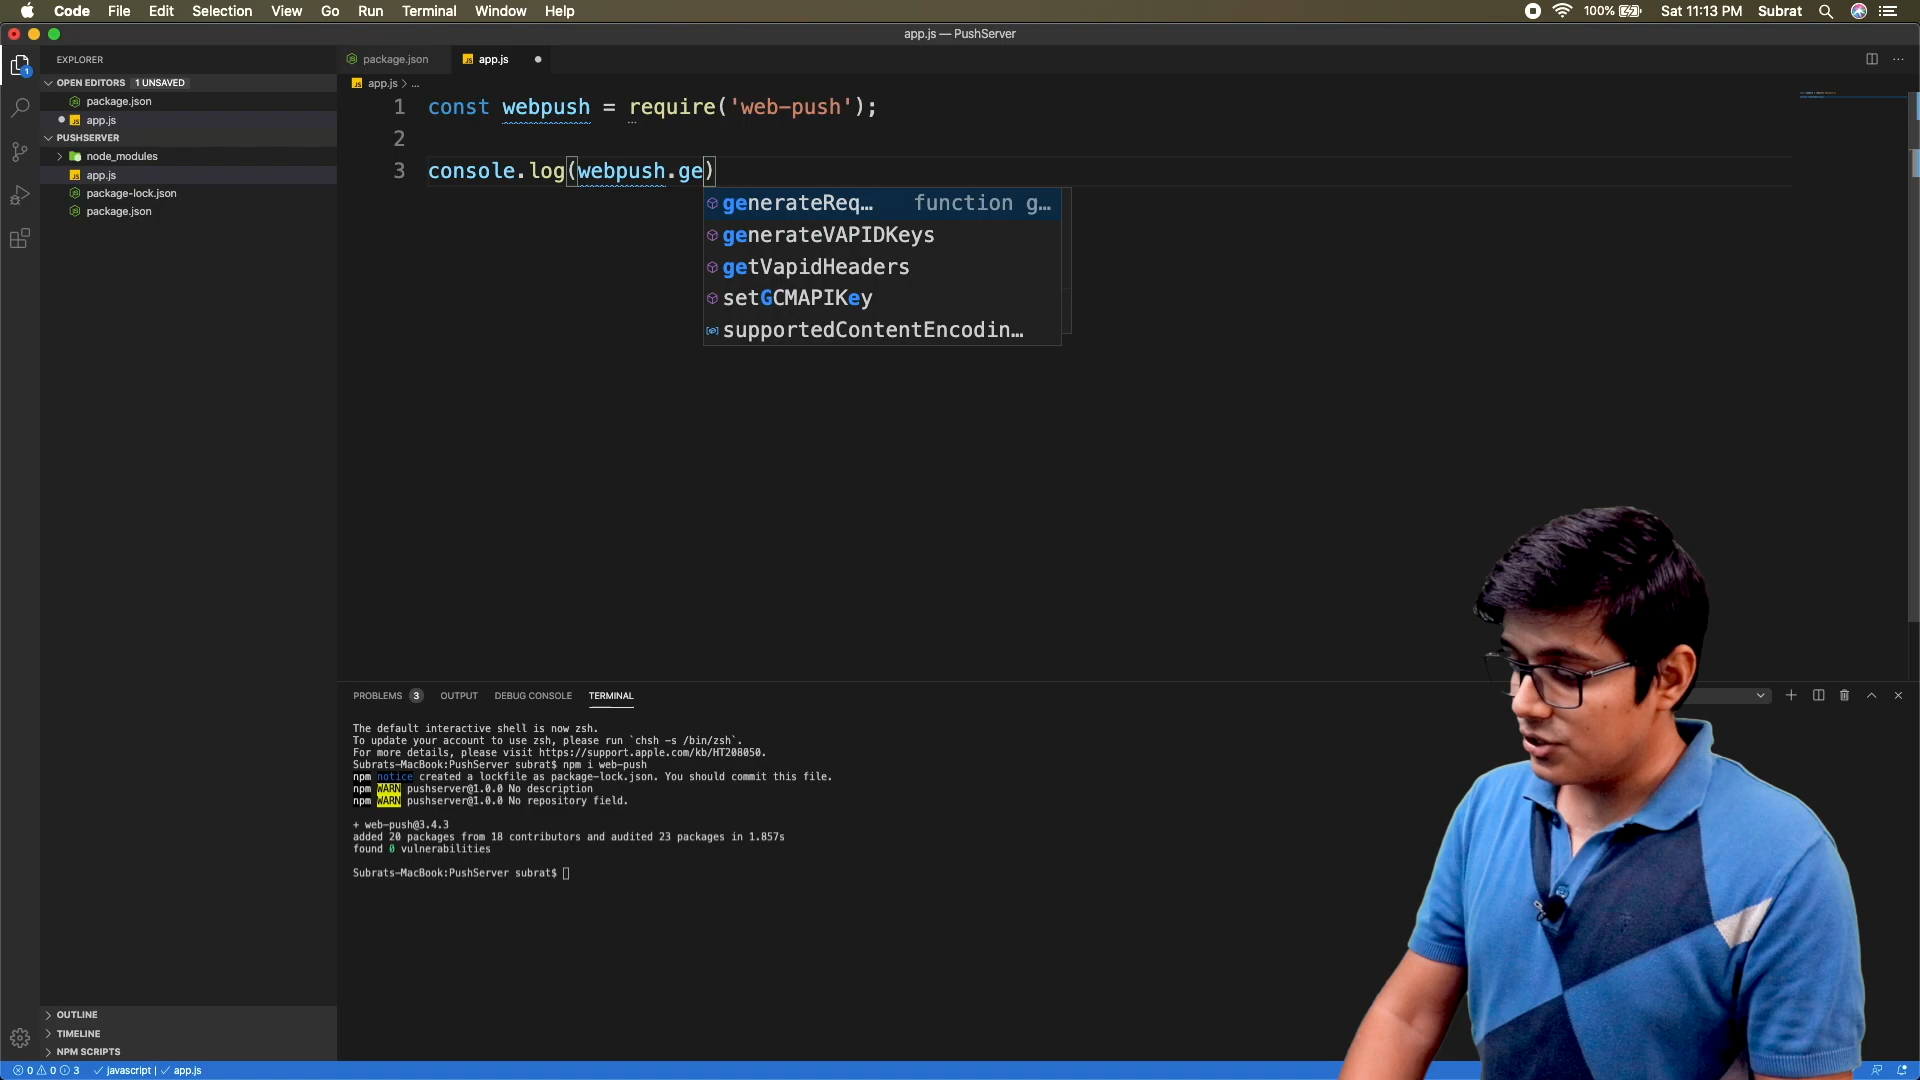 Code File Edit Selection View Go Run Terminal Window Help 100% Sat 11:13 PM Subrat
app.js — PushServer
EXPLORER
OPEN EDITORS 1 UNSAVED
package.json
app.js
PUSHSERVER
node_modules
app.js
package-lock.json
package.json
OUTLINE
TIMELINE
NPM SCRIPTS
package.json app.js
app.js > ...
1 const webpush = require('web-push');
2
3 console.log(webpush.ge)
generateReq… function g…
generateVAPIDKeys
getVapidHeaders
setGCMAPIKey
supportedContentEncodin…
PROBLEMS 3 OUTPUT DEBUG CONSOLE TERMINAL
The default interactive shell is now zsh.
To update your account to use zsh, please run `chsh -s /bin/zsh`.
For more details, please visit https://support.apple.com/kb/HT208050.
Subrats-MacBook:PushServer subrat$ npm i web-push
npm notice created a lockfile as package-lock.json. You should commit this file.
npm WARN pushserver@1.0.0 No description
npm WARN pushserver@1.0.0 No repository field.
+ web-push@3.4.3
added 20 packages from 18 contributors and audited 23 packages in 1.857s
found 0 vulnerabilities
Subrats-MacBook:PushServer subrat$
0 0 3 javascript | app.js